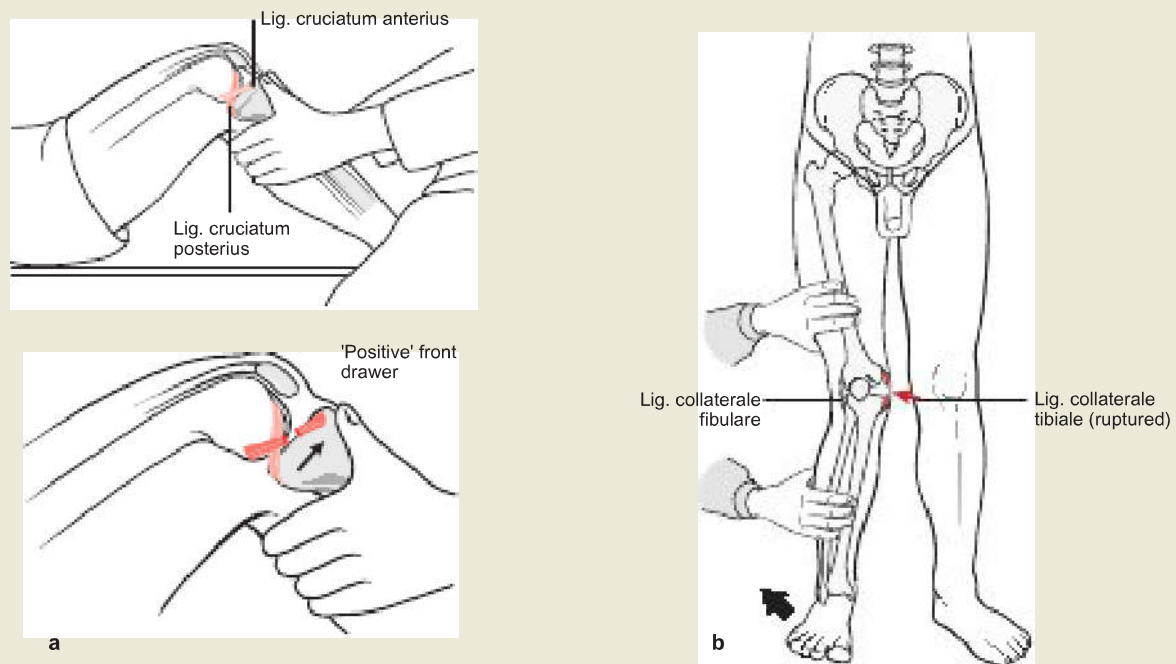 Lig. cruciatum anterius
Lig. cruciatum
posterius
'Positive' front
drawer
a
Lig. collaterale
fibulare
Lig. collaterale
tibiale (ruptured)
b